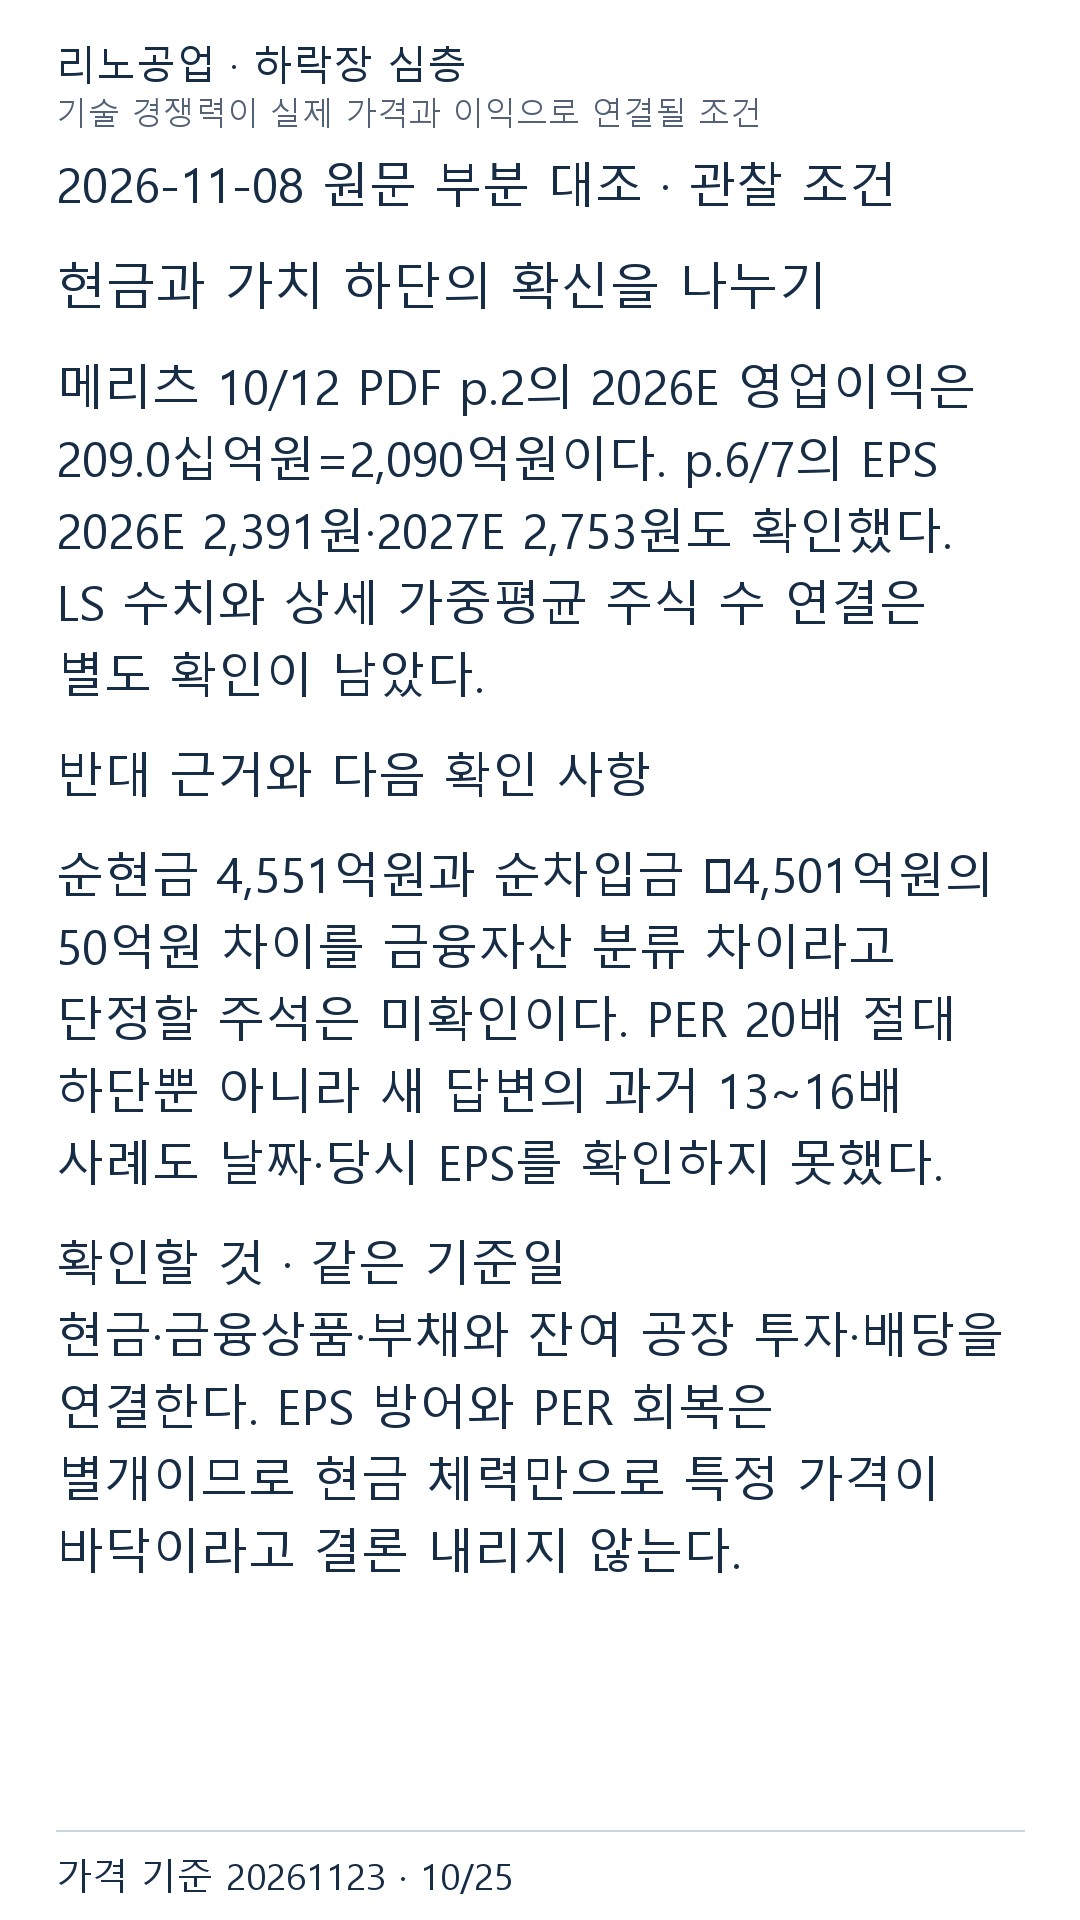 리노공업 · 하락장 심층
기술 경쟁력이 실제 가격과 이익으로 연결될 조건
2026-11-08 원문 부분 대조 · 관찰 조건
현금과 가치 하단의 확신을 나누기
메리츠 10/12 PDF p.2의 2026E 영업이익은
209.0십억원=2,090억원이다. p.6/7의 EPS
2026E 2,391원·2027E 2,753원도 확인했다.
LS 수치와 상세 가중평균 주식 수 연결은
별도 확인이 남았다.
반대 근거와 다음 확인 사항
순현금 4,551억원과 순차입금 □4,501억원의
50억원 차이를 금융자산 분류 차이라고
단정할 주석은 미확인이다. PER 20배 절대
하단뿐 아니라 새 답변의 과거 13~16배
사례도 날짜·당시 EPS를 확인하지 못했다.
확인할 것 · 같은 기준일
현금·금융상품·부채와 잔여 공장 투자·배당을
연결한다. EPS 방어와 PER 회복은
별개이므로 현금 체력만으로 특정 가격이
바닥이라고 결론 내리지 않는다.
가격 기준 20261123 · 10/25